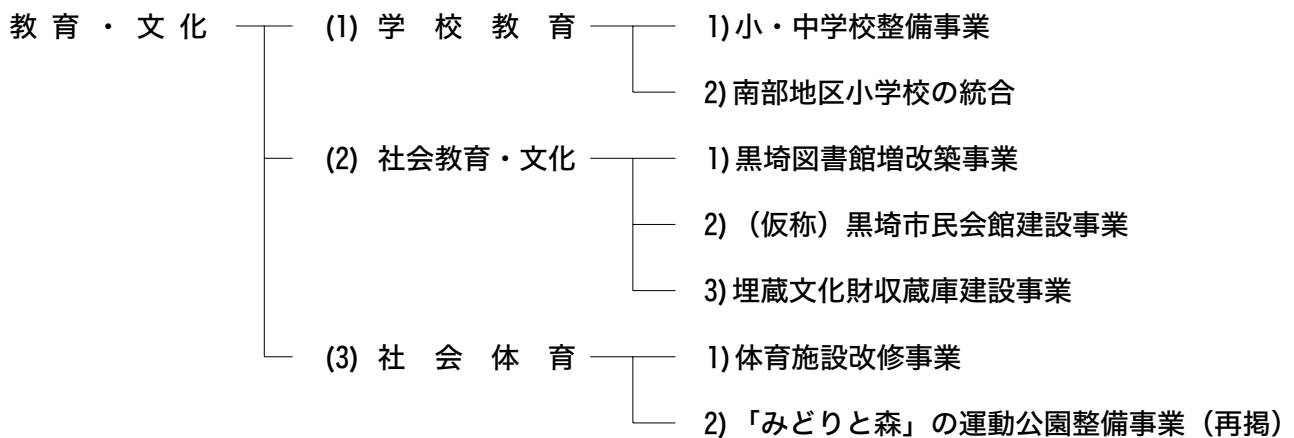 教育・文化 (1) 学校教育 1)小・中学校整備事業
2)南部地区小学校の統合
(2) 社会教育・文化 1)黒埼図書館増改築事業
2)（仮称）黒埼市民会館建設事業
3)埋蔵文化財収蔵庫建設事業
(3) 社会体育 1)体育施設改修事業
2)「みどりと森」の運動公園整備事業（再掲）